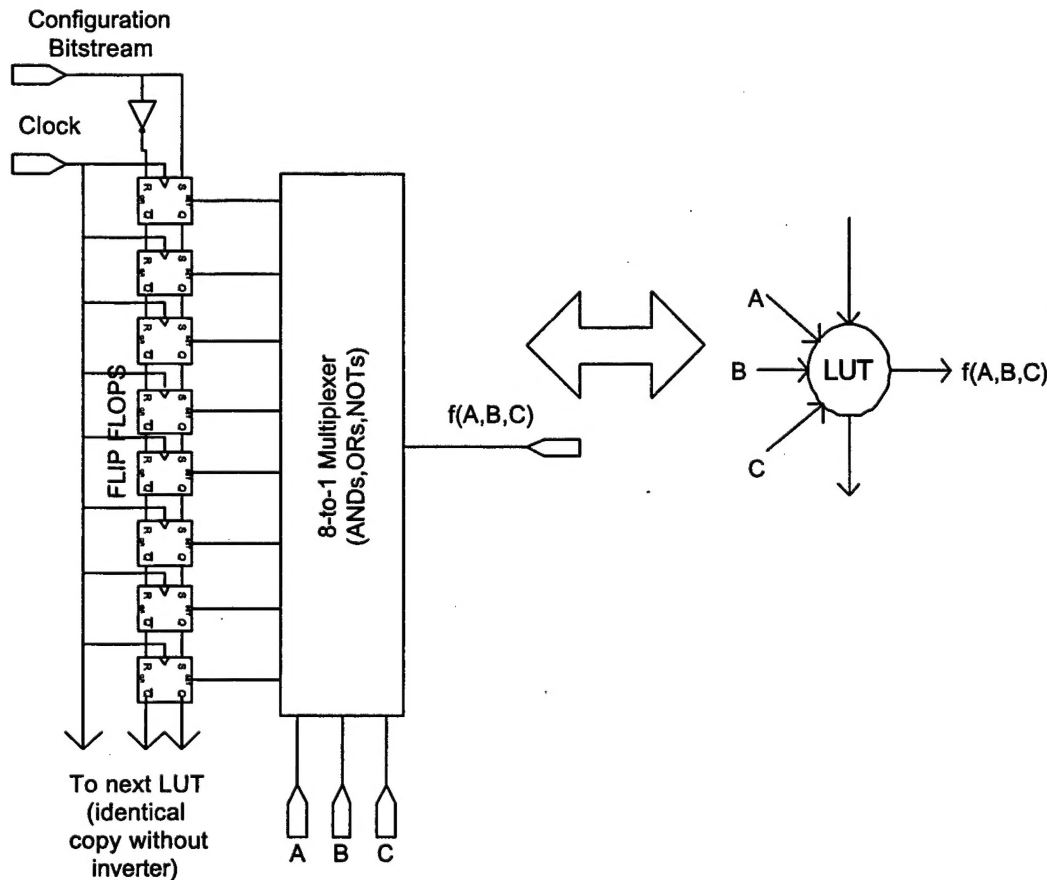 Configuration
Bitstream
Clock
R S
Q̅ Q
R S
Q̅ Q
R S
Q̅ Q
R S
Q̅ Q
R S
Q̅ Q
R S
Q̅ Q
R S
Q̅ Q
R S
Q̅ Q
FLIP FLOPS
8-to-1 Multiplexer
(ANDs,ORs,NOTs)
f(A,B,C)
A
B
C
LUT
f(A,B,C)
To next LUT
(identical
copy without
inverter)
A B C